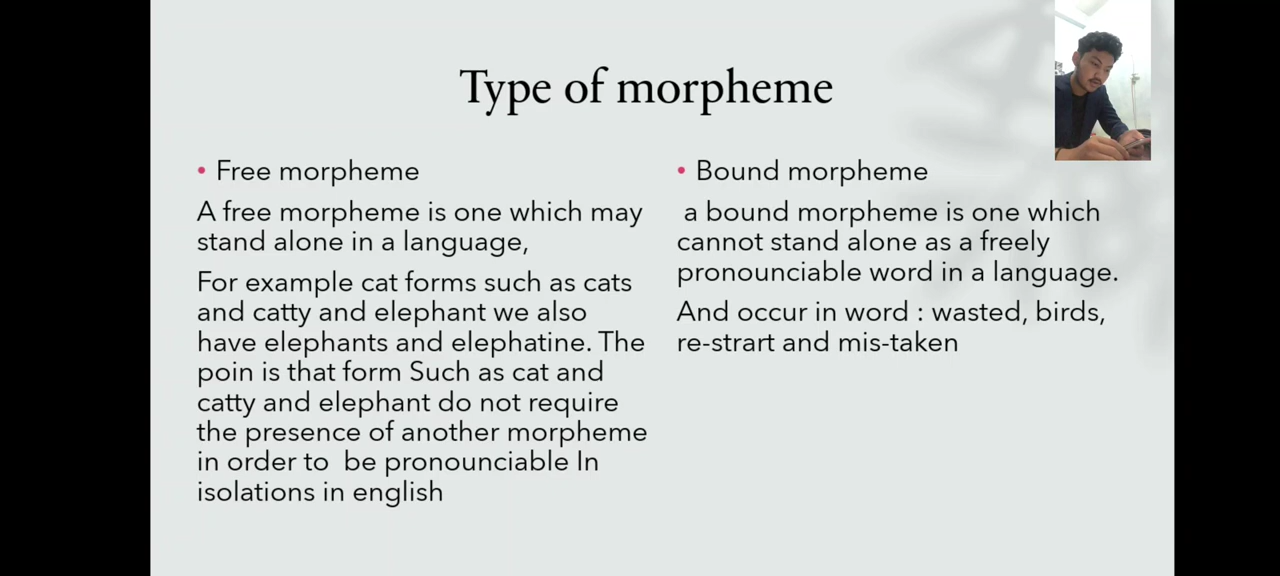 Type of morpheme
• Free morpheme
A free morpheme is one which may
stand alone in a language,
For example cat forms such as cats
and catty and elephant we also
have elephants and elephatine. The
poin is that form Such as cat and
catty and elephant do not require
the presence of another morpheme
in order to be pronounciable In
isolations in english
• Bound morpheme
a bound morpheme is one which
cannot stand alone as a freely
pronounciable word in a language.
And occur in word : wasted, birds,
re-strart and mis-taken